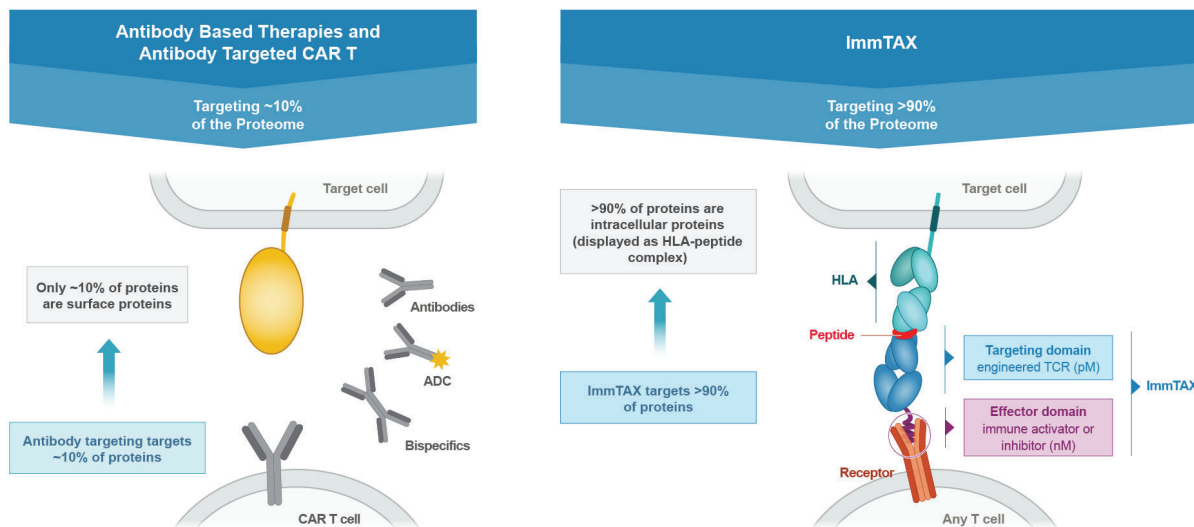 Antibody Based Therapies and
Antibody Targeted CAR T
Targeting ~10%
of the Proteome
Target cell
Only ~10% of proteins
are surface proteins
Antibodies
ADC
Bispecifics
Antibody targeting targets
~10% of proteins
CAR T cell
ImmTAX
Targeting >90%
of the Proteome
Target cell
>90% of proteins are
intracellular proteins
(displayed as HLA-peptide
complex)
HLA
Peptide
Targeting domain
engineered TCR (pM)
ImmTAX
ImmTAX targets >90%
of proteins
Effector domain
immune activator or
inhibitor (nM)
Receptor
Any T cell